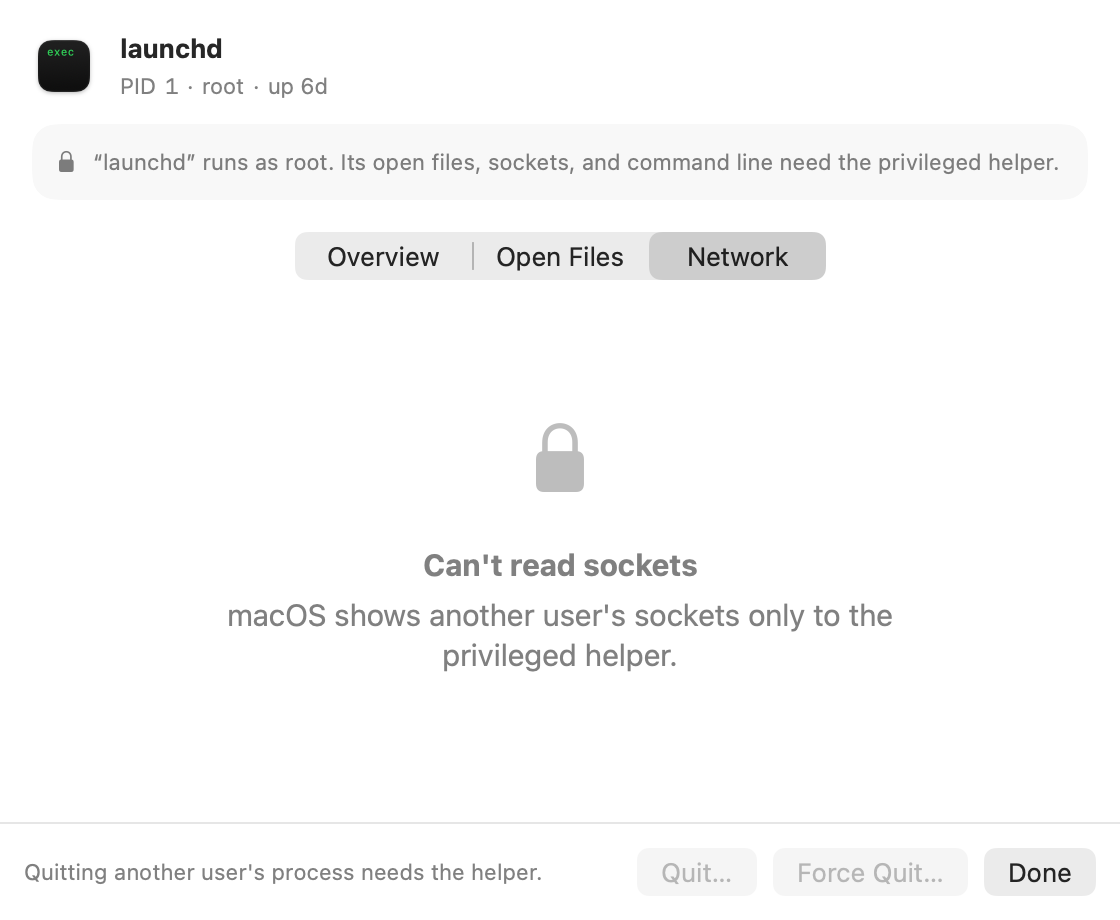 exec
launchd
PID 1 · root · up 6d
“launchd” runs as root. Its open files, sockets, and command line need the privileged helper.
Overview
Open Files
Network
Can't read sockets
macOS shows another user's sockets only to the
privileged helper.
Quitting another user's process needs the helper.
Quit...
Force Quit...
Done